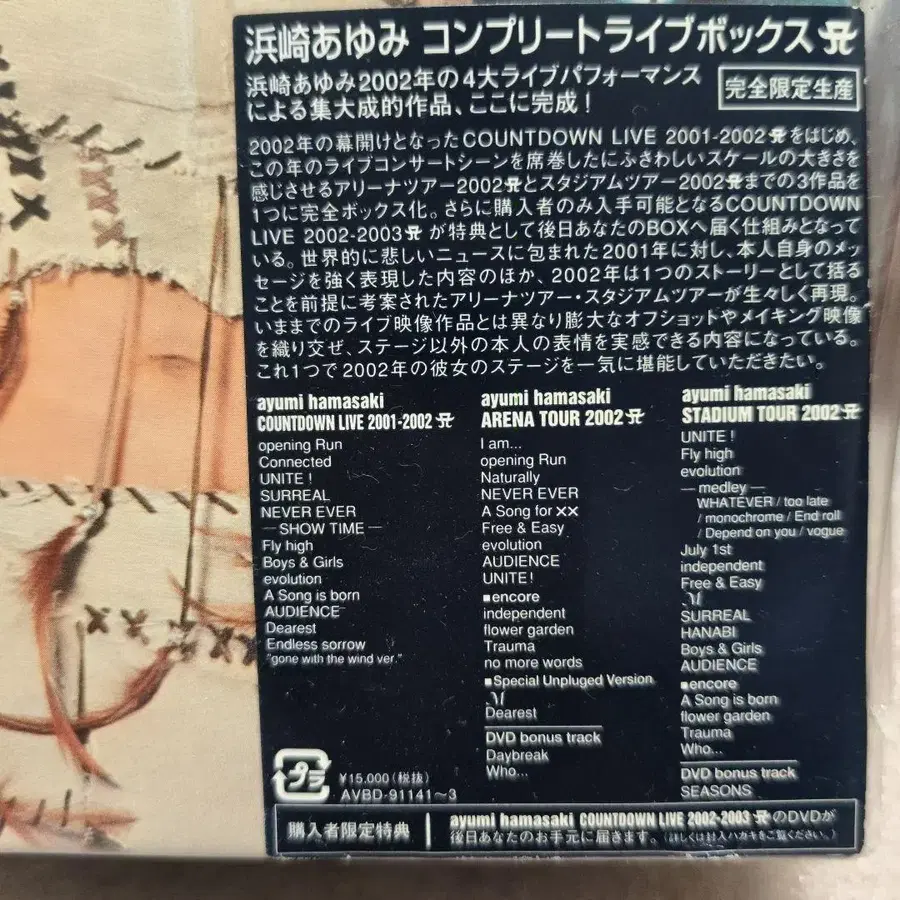 浜崎あゆみ コンプリートライブボックス
浜崎あゆみ2002年の4大ライブパフォーマンス
による集大成的作品、ここに完成!
完全限定生産
2002年の幕開けとなったCOUNTDOWN LIVE 2001-2002 をはじめ、
この年のライブコンサートシーンを席巻したにふさわしいスケールの大きさを
感じさせるアリーナツアー2002 とスタジアムツアー2002 までの3作品を
1つに完全ボックス化。さらに購入者のみ入手可能となるCOUNTDOWN
LIVE 2002-2003 が特典として後日あなたのBOXへ届く仕組みとなって
いる。世界的に悲しいニュースに包まれた2001年に対し、本人自身のメッ
セージを強く表現した内容のほか、2002年は1つのストーリーとして括る
ことを前提に考案されたアリーナツアー・スタジアムツアーが生々しく再現。
いままでのライブ映像作品とは異なり膨大なオフショットやメイキング映像
を織り交ぜ、ステージ以外の本人の表情を実感できる内容になっている。
これ1つで2002年の彼女のステージを一気に堪能していただきたい。
ayumi hamasaki
COUNTDOWN LIVE 2001-2002
opening Run
Connected
UNITE !
SURREAL
NEVER EVER
— SHOW TIME —
Fly high
Boys & Girls
evolution
A Song is born
AUDIENCE
Dearest
Endless sorrow
"gone with the wind ver."
ayumi hamasaki
ARENA TOUR 2002
I am...
opening Run
Naturally
NEVER EVER
A Song for ××
Free & Easy
evolution
AUDIENCE
UNITE !
■encore
independent
flower garden
Trauma
no more words
■Special Unpluged Version
M
Dearest
DVD bonus track
Daybreak
Who...
ayumi hamasaki
STADIUM TOUR 2002
UNITE !
Fly high
evolution
— medley —
WHATEVER / too late
/ monochrome / End roll
/ Depend on you / vogue
July 1st
independent
Free & Easy
M
SURREAL
HANABI
Boys & Girls
AUDIENCE
■encore
A Song is born
flower garden
Trauma
Who...
DVD bonus track
SEASONS
プラ
¥15,000 (税抜)
AVBD-91141〜3
購入者限定特典
ayumi hamasaki COUNTDOWN LIVE 2002-2003 のDVDが
後日あなたのお手元に届きます。(詳しくは封入ハガキをご覧ください。)